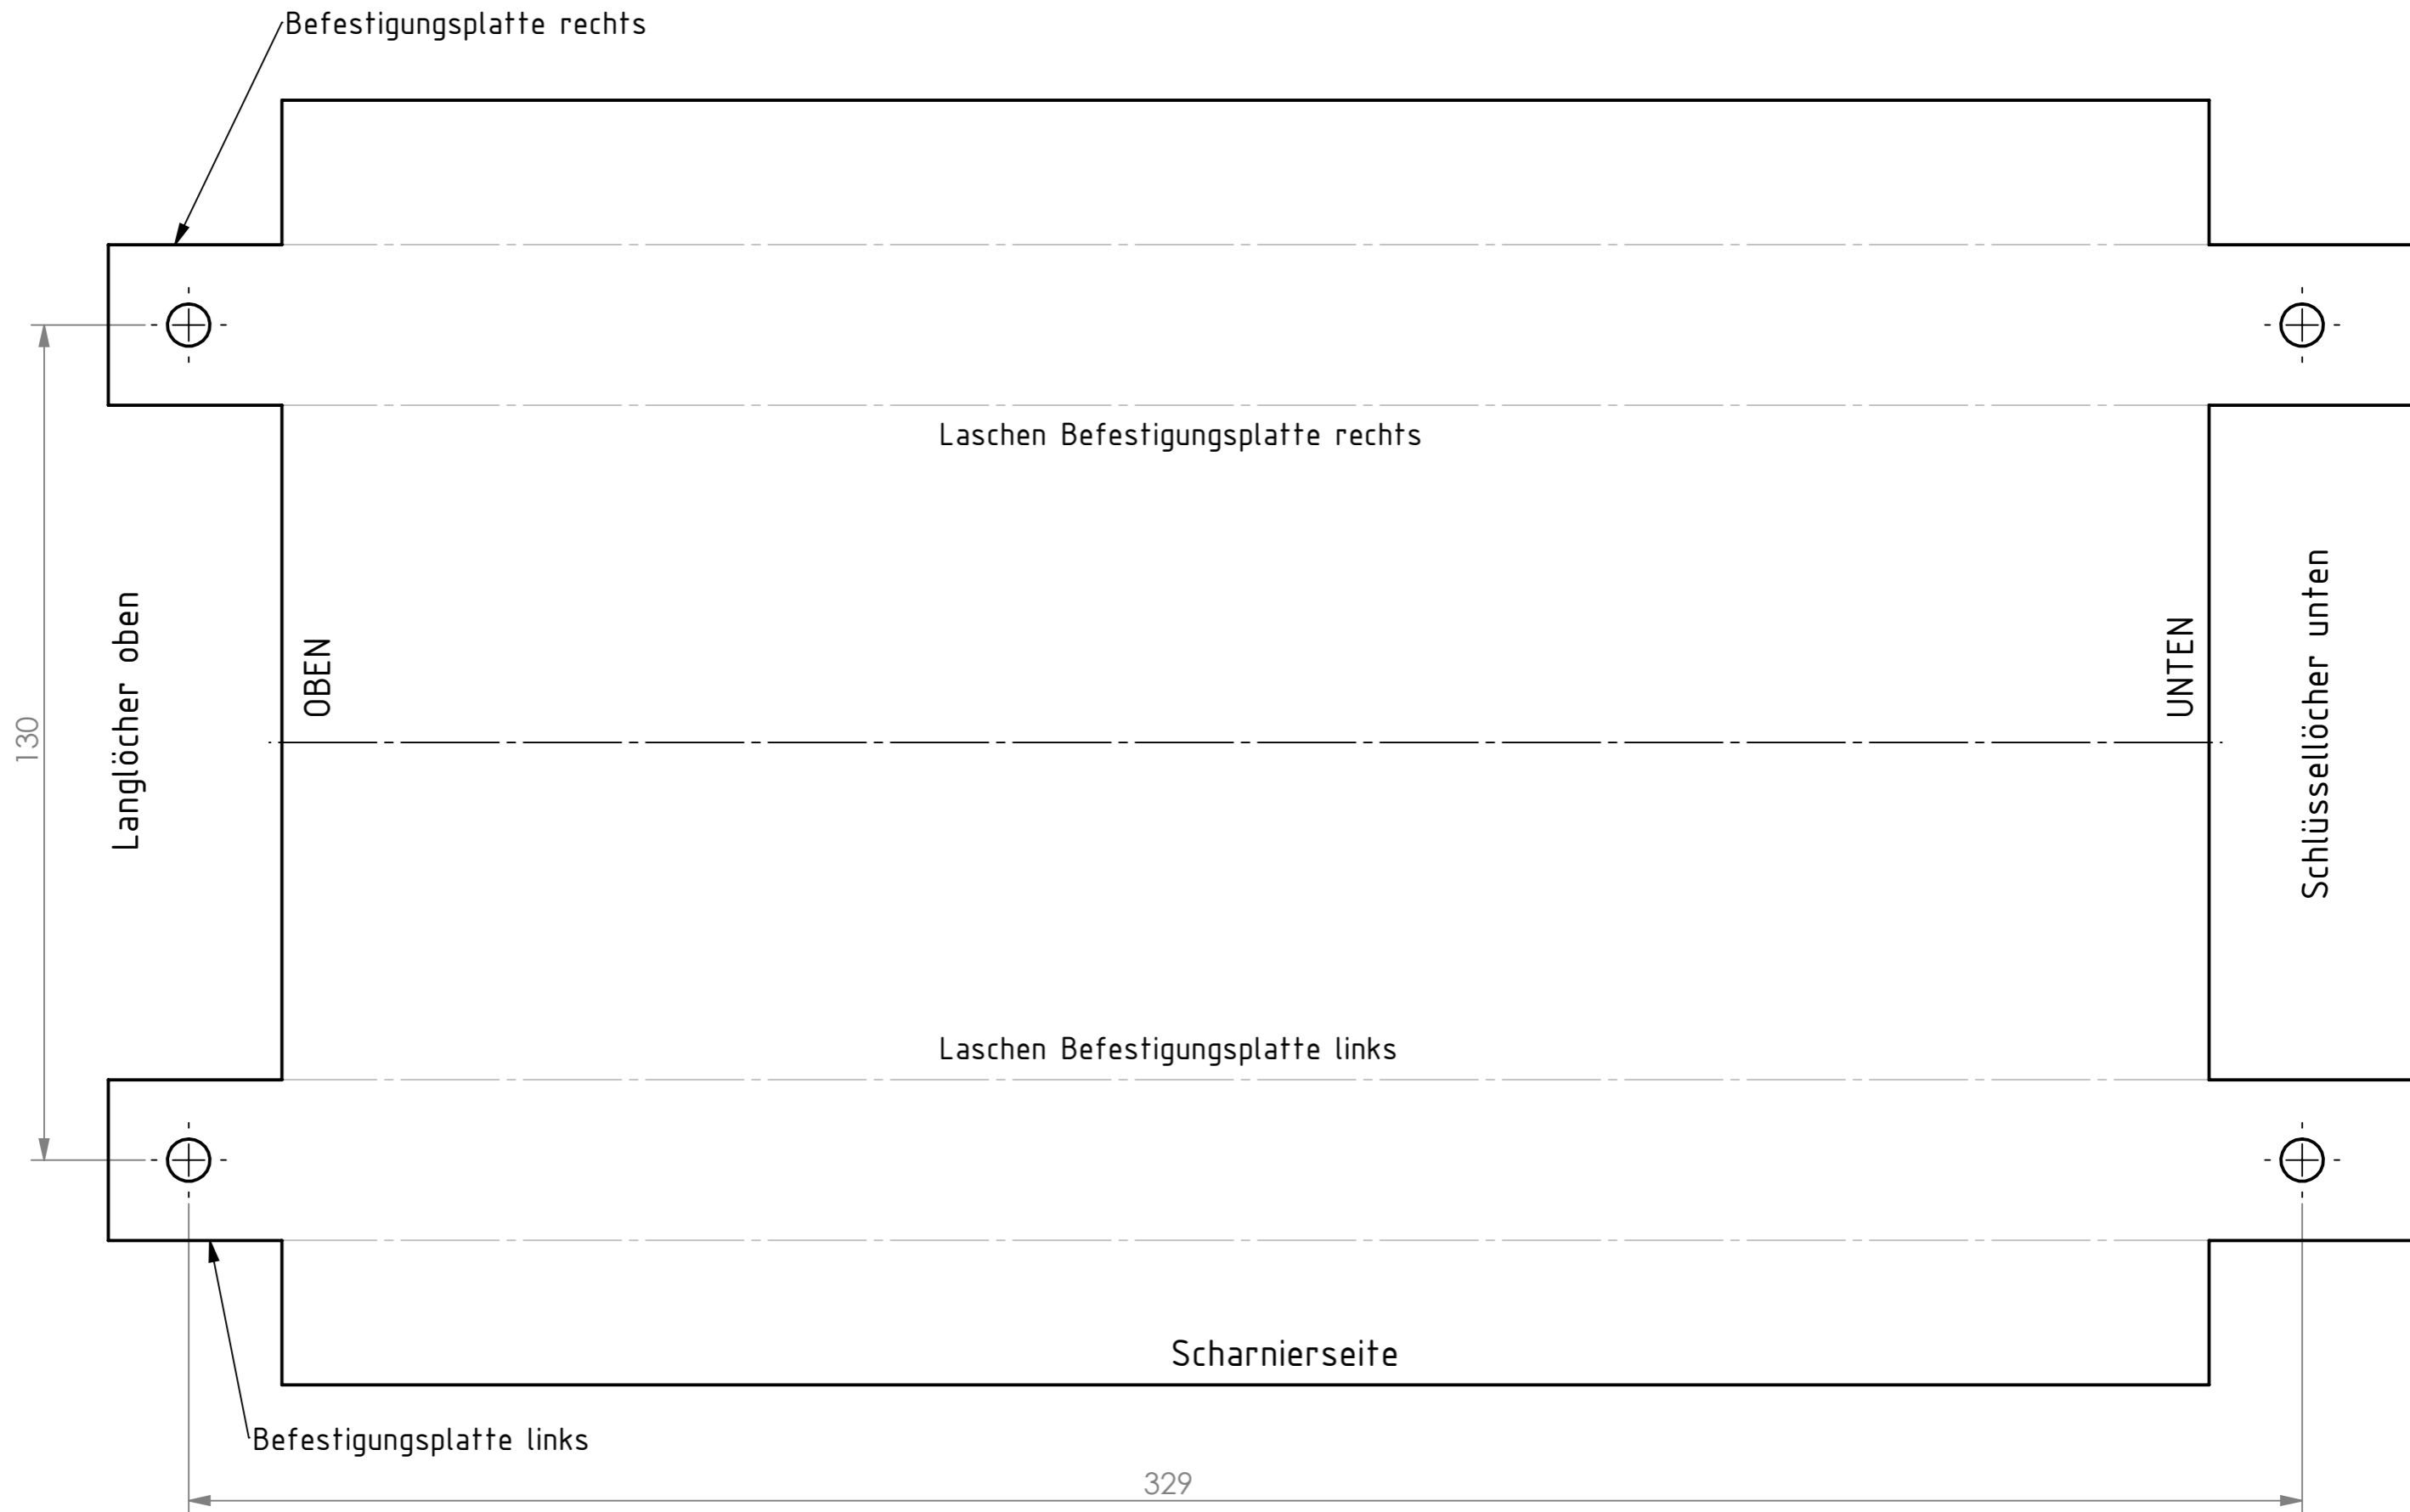 Befestigungsplatte rechts
Laschen Befestigungsplatte rechts
130
Langlöcher oben
OBEN
UNTEN
Schlüssellöcher unten
Laschen Befestigungsplatte links
Scharnierseite
Befestigungsplatte links
329